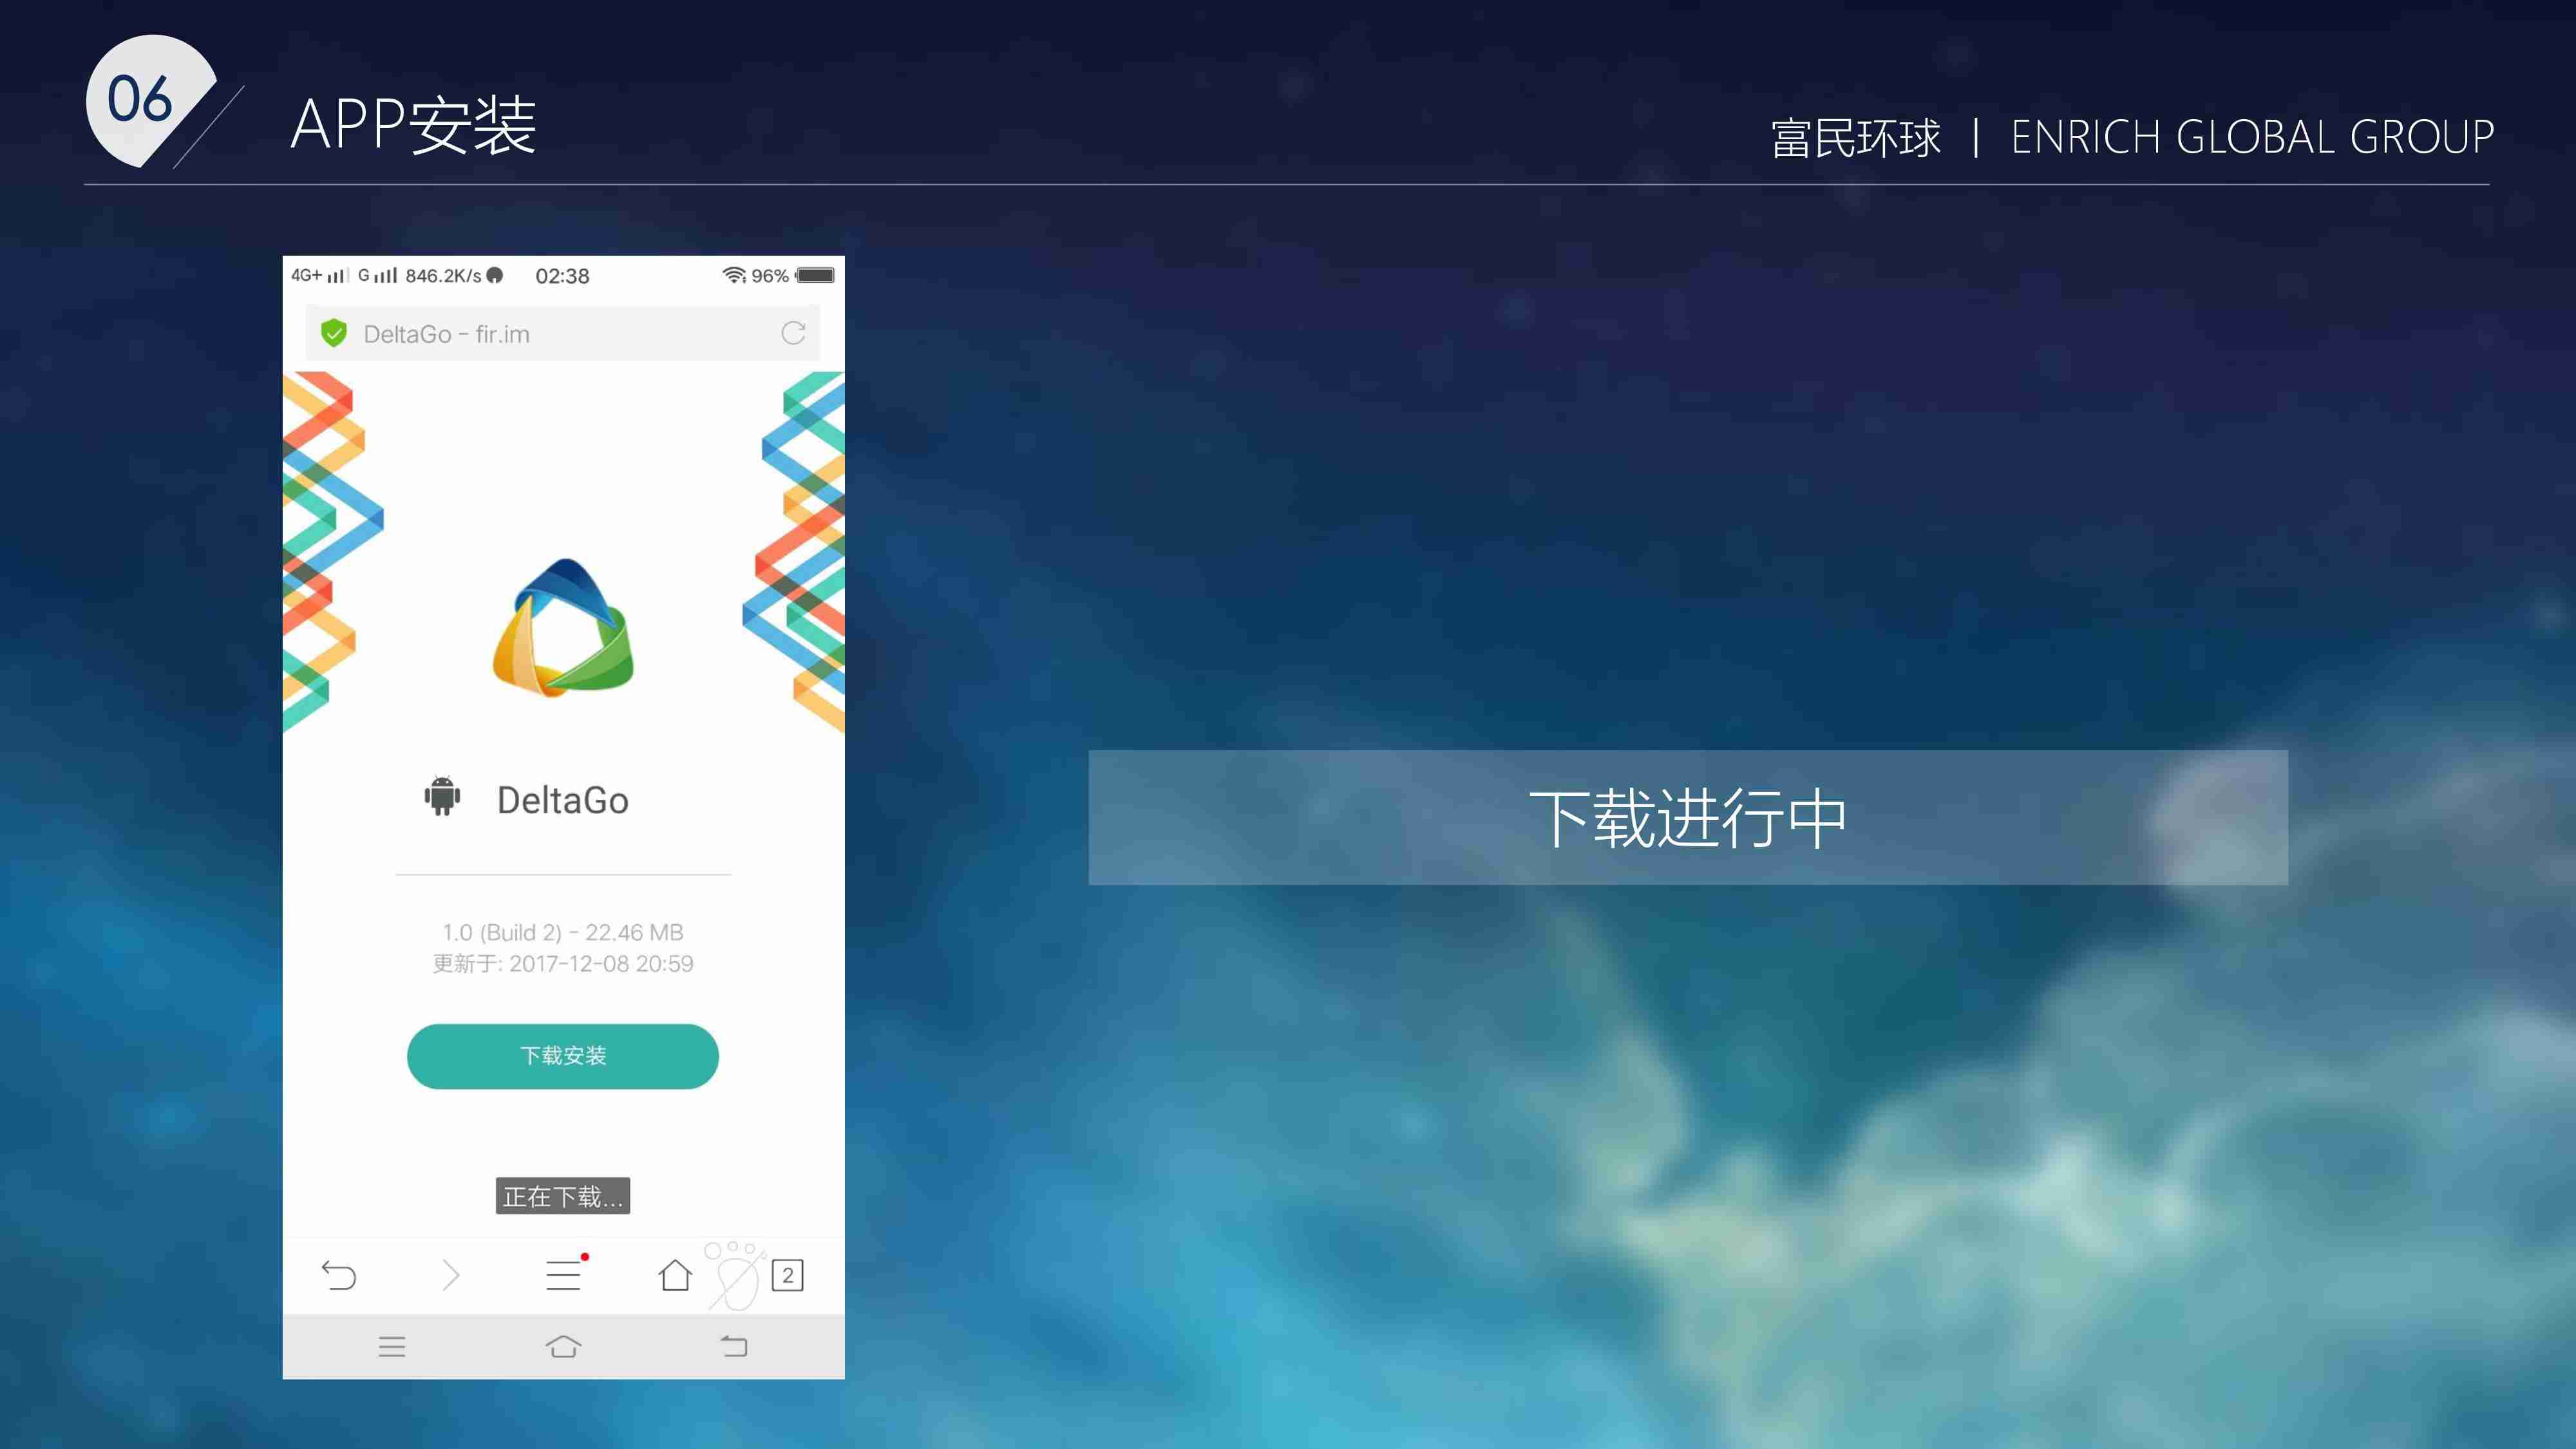 06
APP安装
富民环球 | ENRICH GLOBAL GROUP
4G+ G 846.2K/s 02:38 96%
DeltaGo - fir.im
DeltaGo
1.0 (Build 2) - 22.46 MB
更新于: 2017-12-08 20:59
下载安装
正在下载...
2
下载进行中